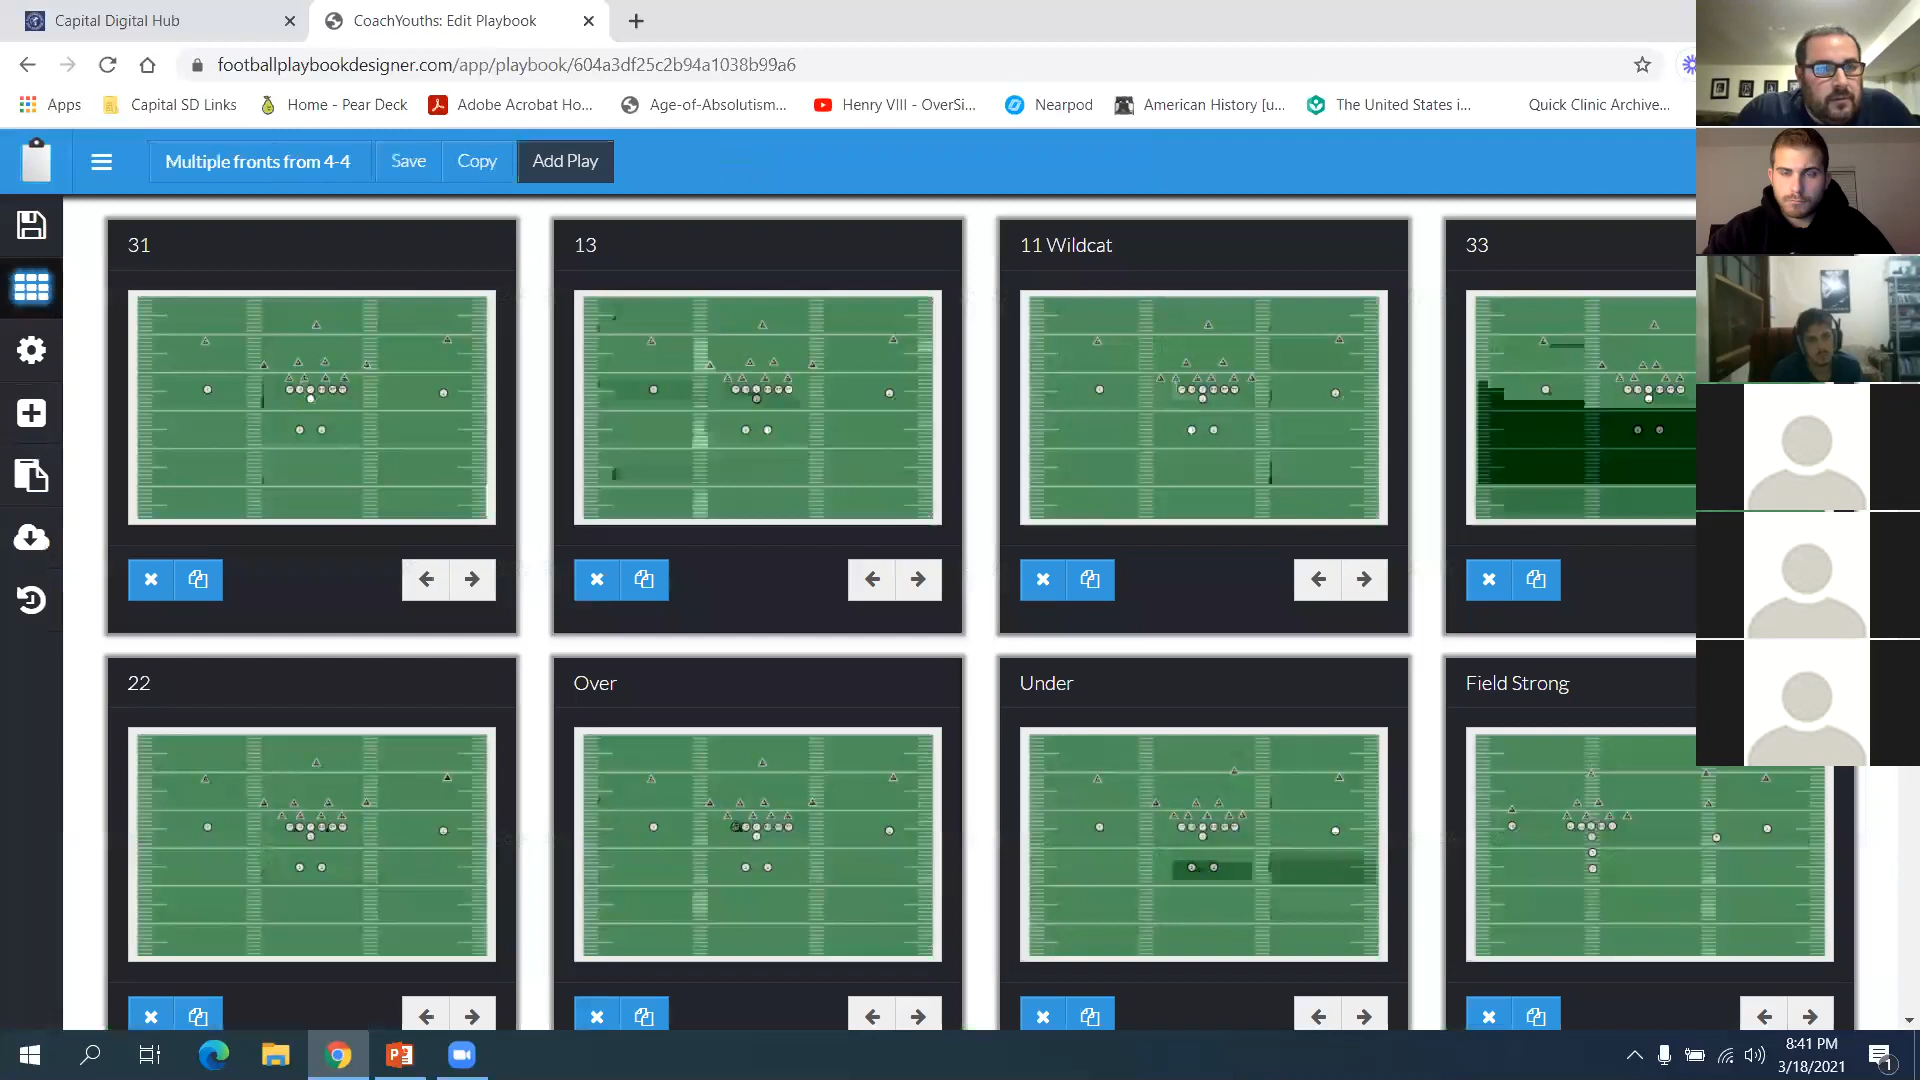 Capital Digital Hub
CoachYouths: Edit Playbook
footballplaybookdesigner.com/app/playbook/604a3df25c2b94a1038b99a6
Apps
Capital SD Links
Home - Pear Deck
Adobe Acrobat Ho...
Age-of-Absolutism...
Henry VIII - OverSi...
Nearpod
American History [u...
The United States i...
Quick Clinic Archive...
Multiple fronts from 4-4
Save
Copy
Add Play
31
13
11 Wildcat
33
22
Over
Under
Field Strong
8:41 PM
3/18/2021
1